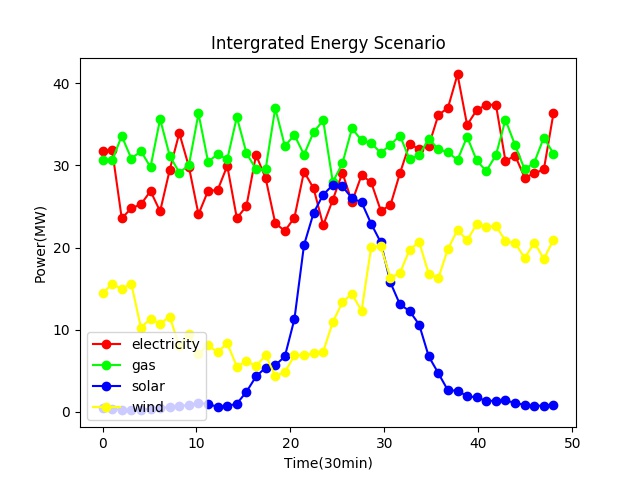 Intergrated Energy Scenario
Power(MW)
40
30
20
10
0
electricity
gas
solar
wind
0 10 20 30 40 50
Time(30min)